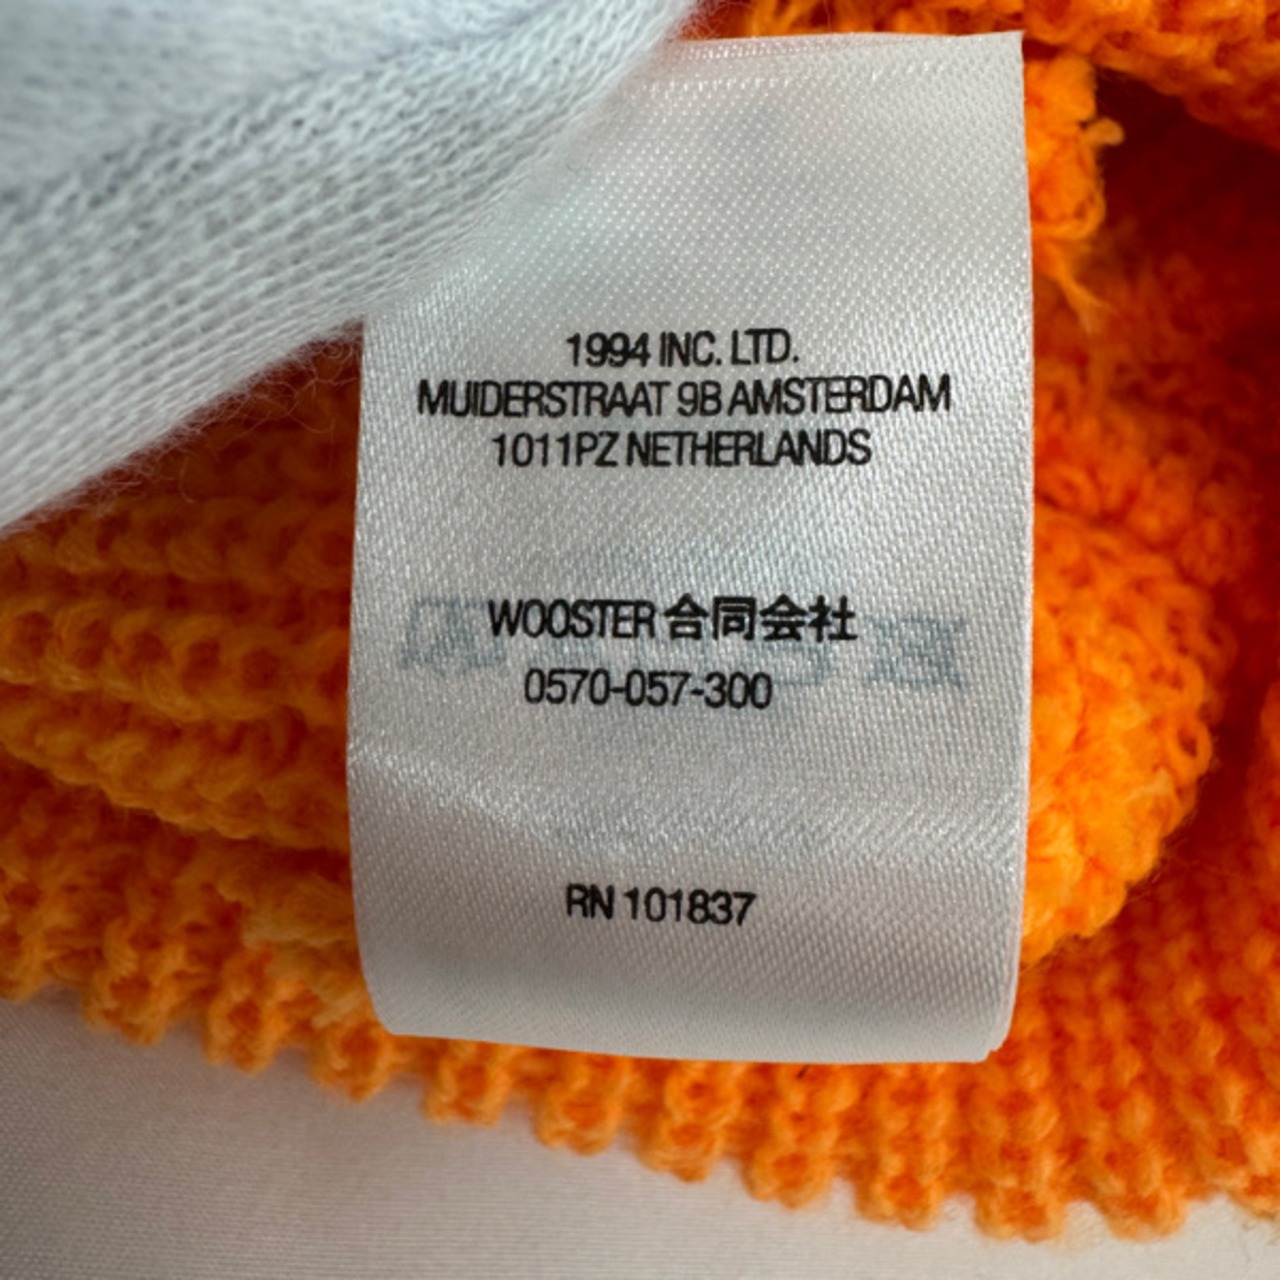 1994 INC. LTD.
MUIDERSTRAAT 9B AMSTERDAM
1011PZ NETHERLANDS
WOOSTER 合同会社
0570-057-300
RN 101837